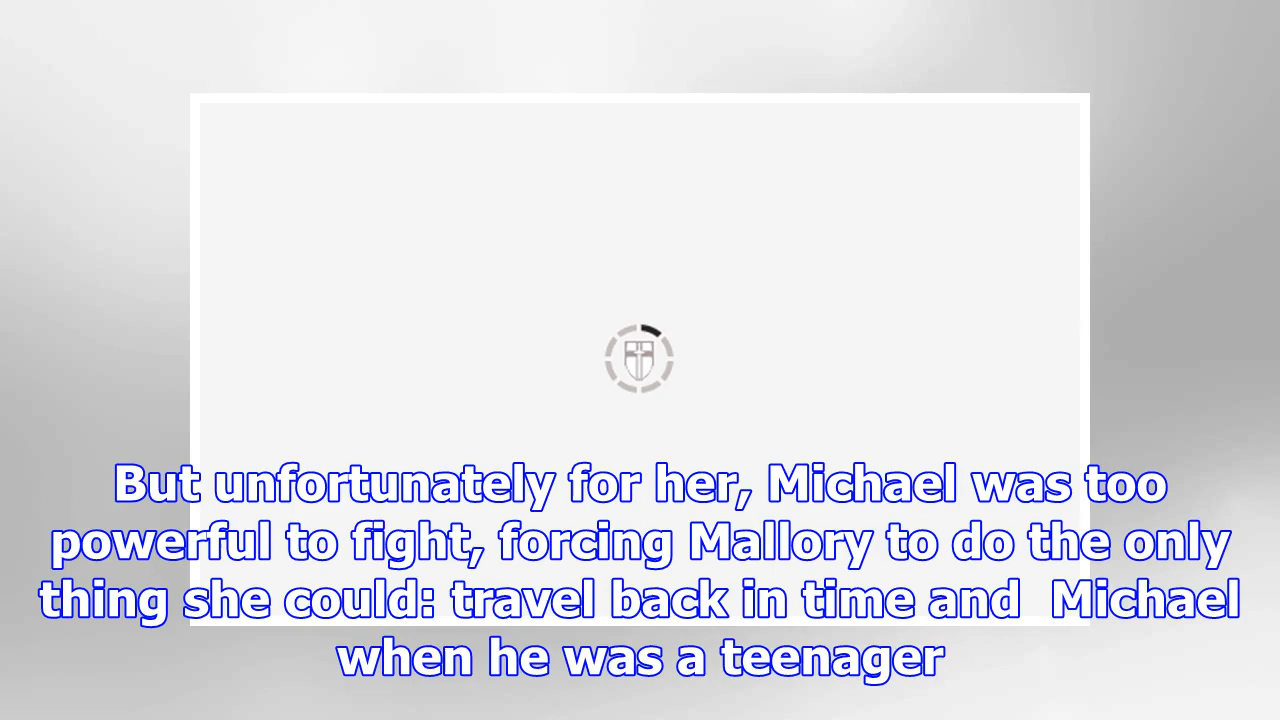 But unfortunately for her, Michael was too
powerful to fight, forcing Mallory to do the only
thing she could: travel back in time and  Michael
when he was a teenager